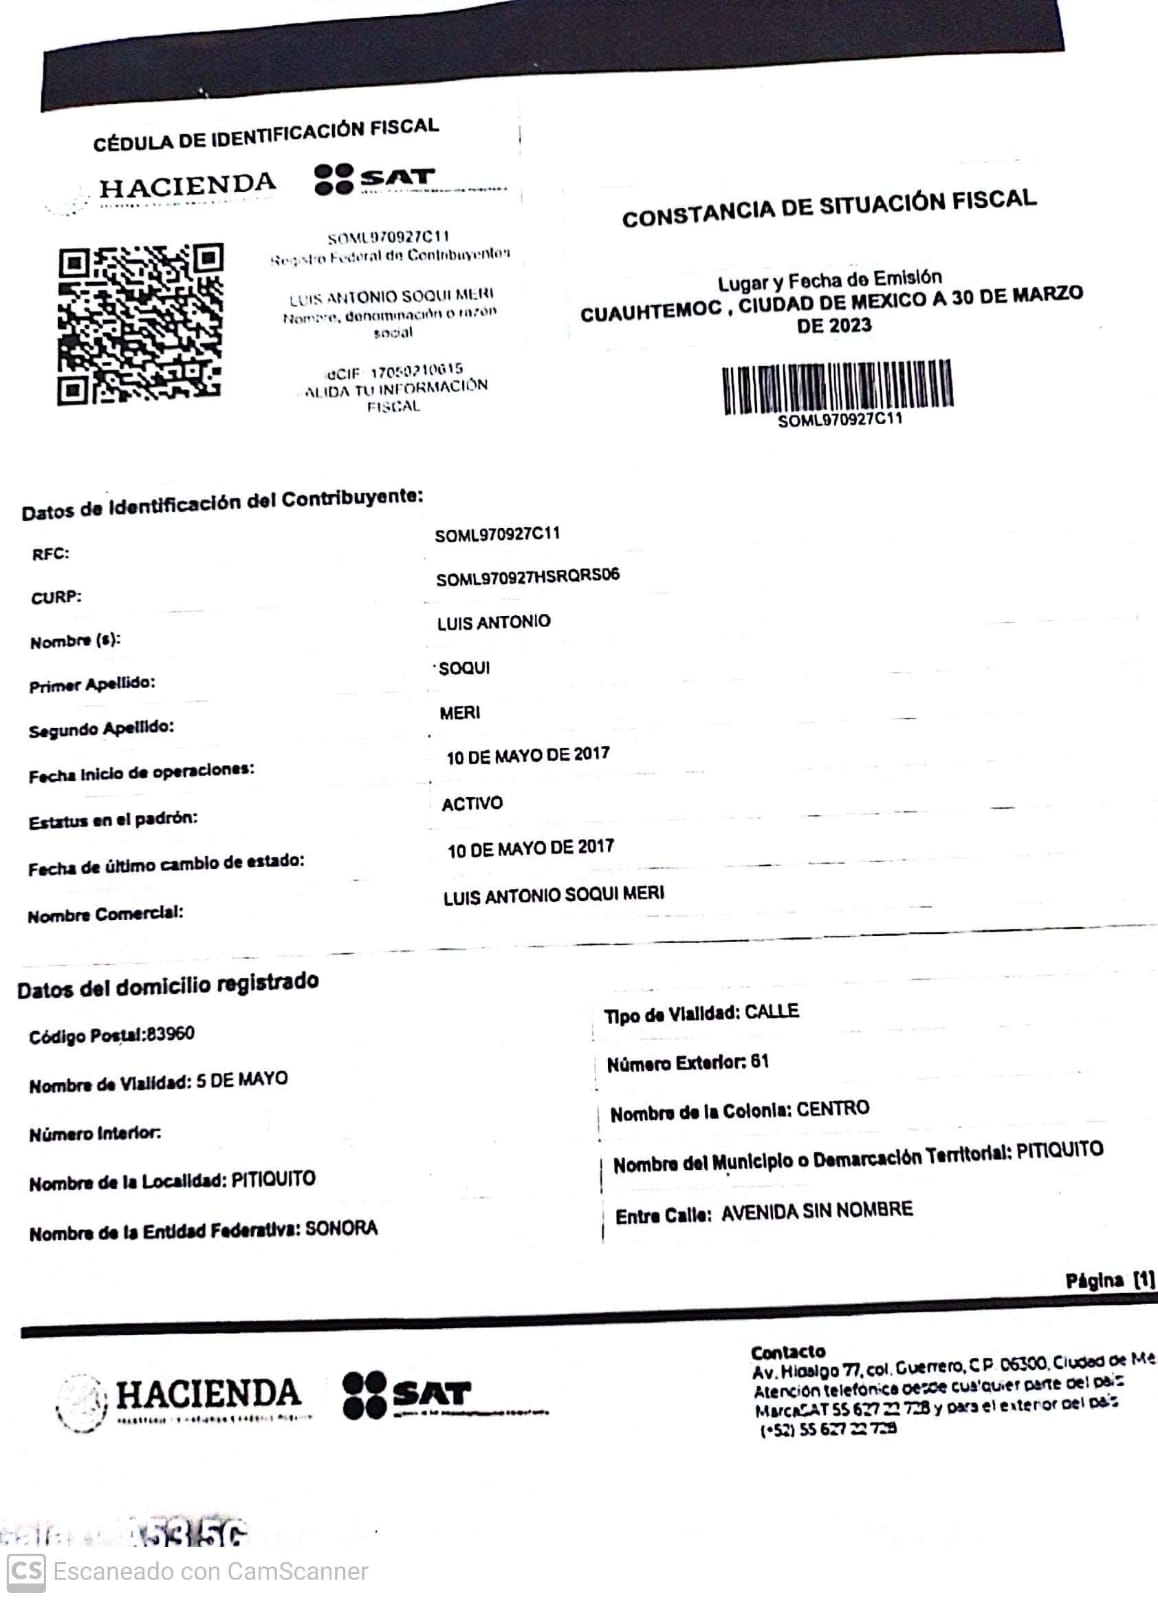 CÉDULA DE IDENTIFICACIÓN FISCAL
HACIENDA
SAT
SOML970927C11
Registro Federal de Contribuyentes
LUIS ANTONIO SOQUI MERI
Nombre, denominación o razón
social
idCIF: 17050210615
VALIDA TU INFORMACIÓN
FISCAL
CONSTANCIA DE SITUACIÓN FISCAL
Lugar y Fecha de Emisión
CUAUHTEMOC , CIUDAD DE MEXICO A 30 DE MARZO
DE 2023
SOML970927C11
Datos de Identificación del Contribuyente:
RFC: SOML970927C11
CURP: SOML970927HSRQRS06
Nombre (s): LUIS ANTONIO
Primer Apellido: SOQUI
Segundo Apellido: MERI
Fecha Inicio de operaciones: 10 DE MAYO DE 2017
Estatus en el padrón: ACTIVO
Fecha de último cambio de estado: 10 DE MAYO DE 2017
Nombre Comercial: LUIS ANTONIO SOQUI MERI
Datos del domicilio registrado
Código Postal:83960
Tipo de Vialidad: CALLE
Nombre de Vialidad: 5 DE MAYO
Número Exterior: 61
Número Interior:
Nombre de la Colonia: CENTRO
Nombre de la Localidad: PITIQUITO
Nombre del Municipio o Demarcación Territorial: PITIQUITO
Nombre de la Entidad Federativa: SONORA
Entre Calle: AVENIDA SIN NOMBRE
Página [1]
HACIENDA
SAT
Contacto
Av. Hidalgo 77, col. Guerrero, C.P. 06300, Ciudad de Mé
Atención telefónica desde cualquier parte del país
MarcaSAT 55 627 22 728 y para el exterior del país
(+52) 55 627 22 728
A53 5G
CS Escaneado con CamScanner